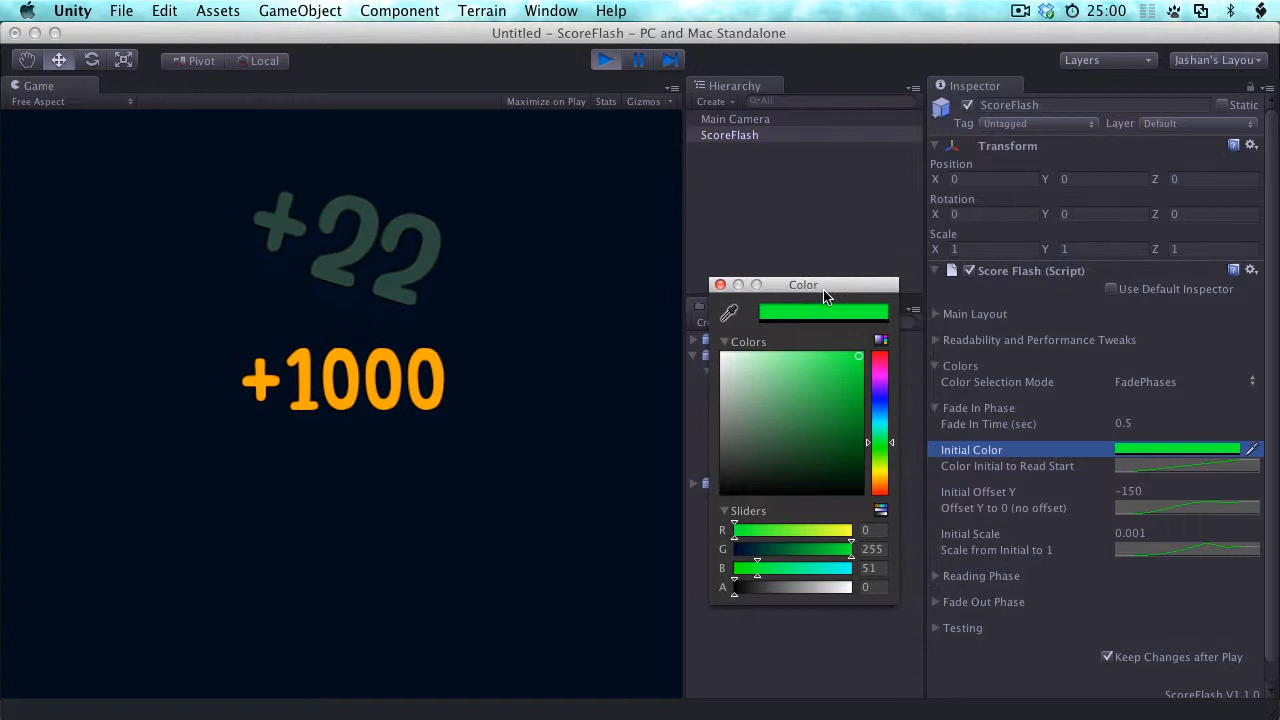 Unity File Edit Assets GameObject Component Terrain Window Help 25:00
Untitled - ScoreFlash - PC and Mac Standalone
Pivot Local Layers Jashan's Layou
Game Hierarchy Inspector
Free Aspect Maximize on Play Stats Gizmos Create All
ScoreFlash Static
Tag Untagged Layer Default
Main Camera
ScoreFlash
Transform
Position
X 0 Y 0 Z 0
Rotation
X 0 Y 0 Z 0
Scale
X 1 Y 1 Z 1
Score Flash (Script)
Use Default Inspector
Main Layout
Readability and Performance Tweaks
Colors
Color Selection Mode FadePhases
Fade In Phase
Fade In Time (sec) 0.5
Initial Color
Color Initial to Read Start
Initial Offset Y -150
Offset Y to 0 (no offset)
Initial Scale 0.001
Scale from Initial to 1
Reading Phase
Fade Out Phase
Testing
Keep Changes after Play
ScoreFlash V1.1.0
Color
Colors
Sliders
R 0
G 255
B 51
A 0
+22
+1000